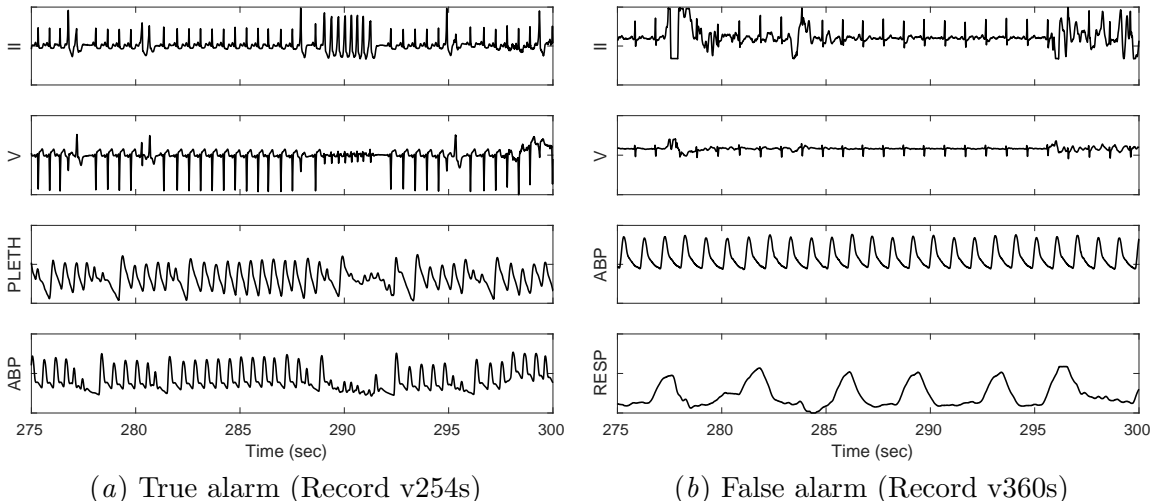 II
V
PLETH
ABP
275 280 285 290 295 300
Time (sec)
(a) True alarm (Record v254s)
II
V
ABP
RESP
275 280 285 290 295 300
Time (sec)
(b) False alarm (Record v360s)